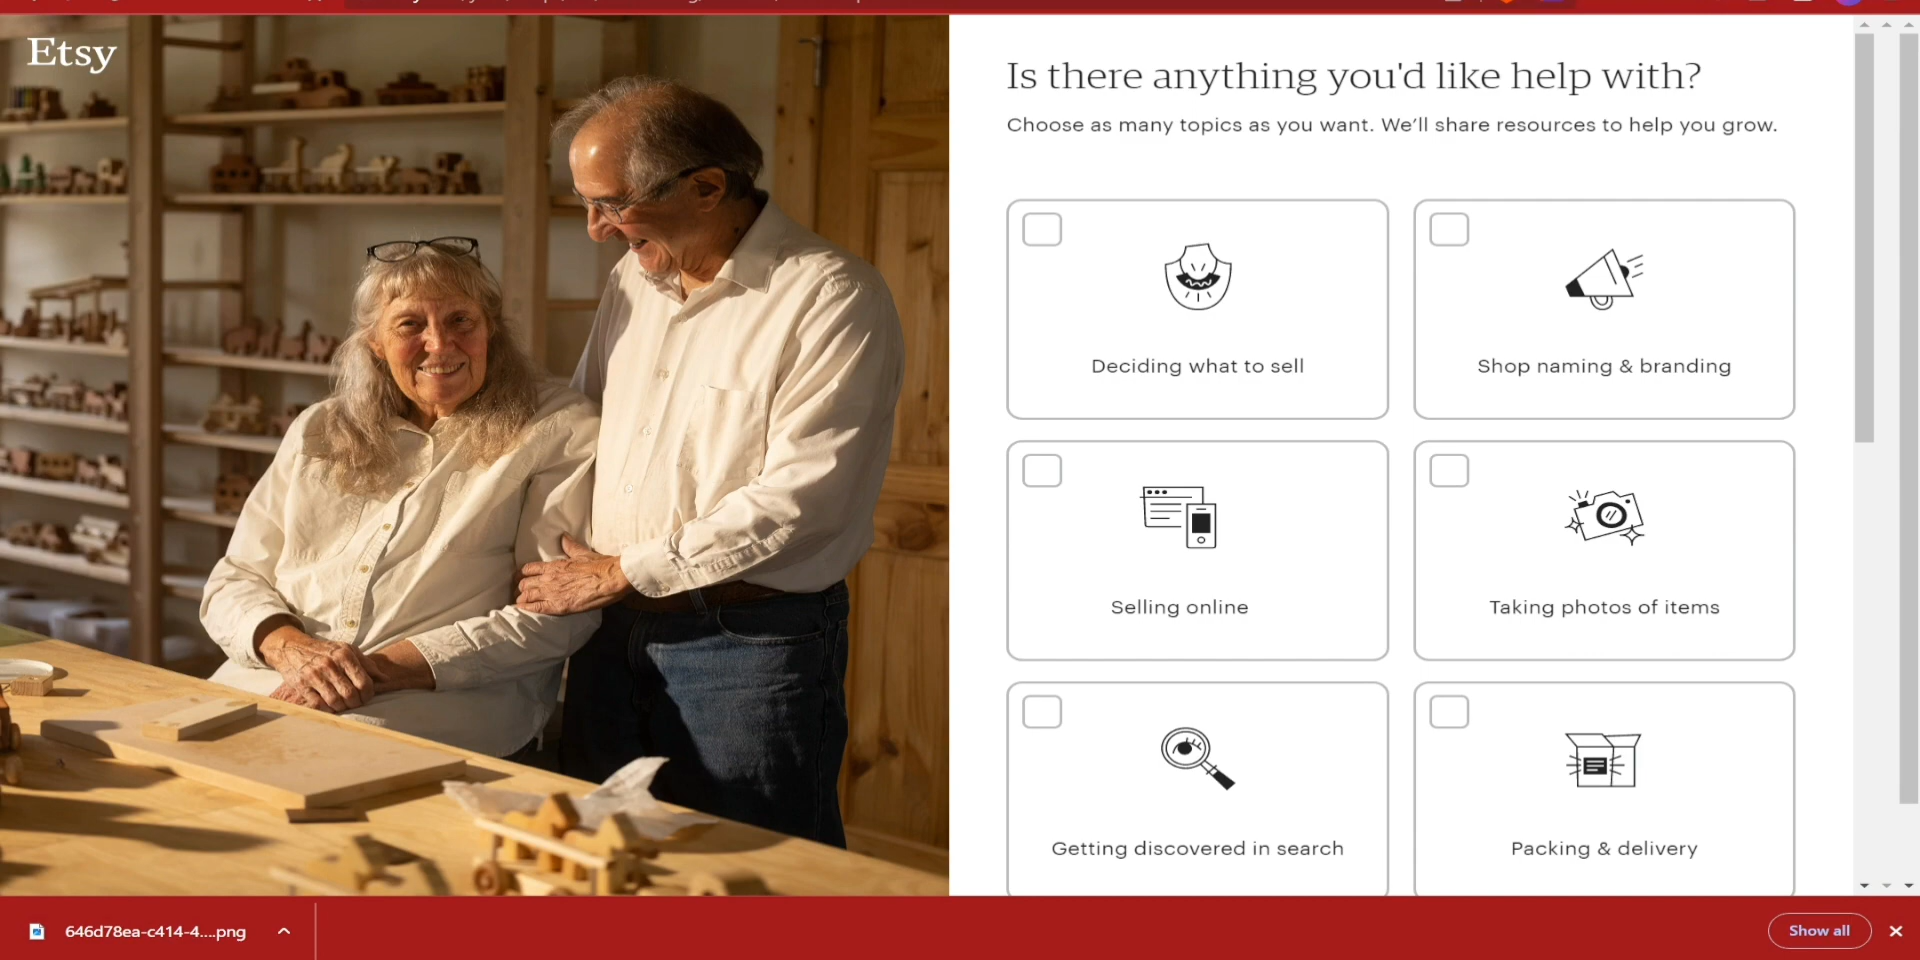 Etsy
Is there anything you'd like help with?
Choose as many topics as you want. We’ll share resources to help you grow.
Deciding what to sell
Shop naming & branding
Selling online
Taking photos of items
Getting discovered in search
Packing & delivery
646d78ea-c414-4....png
Show all